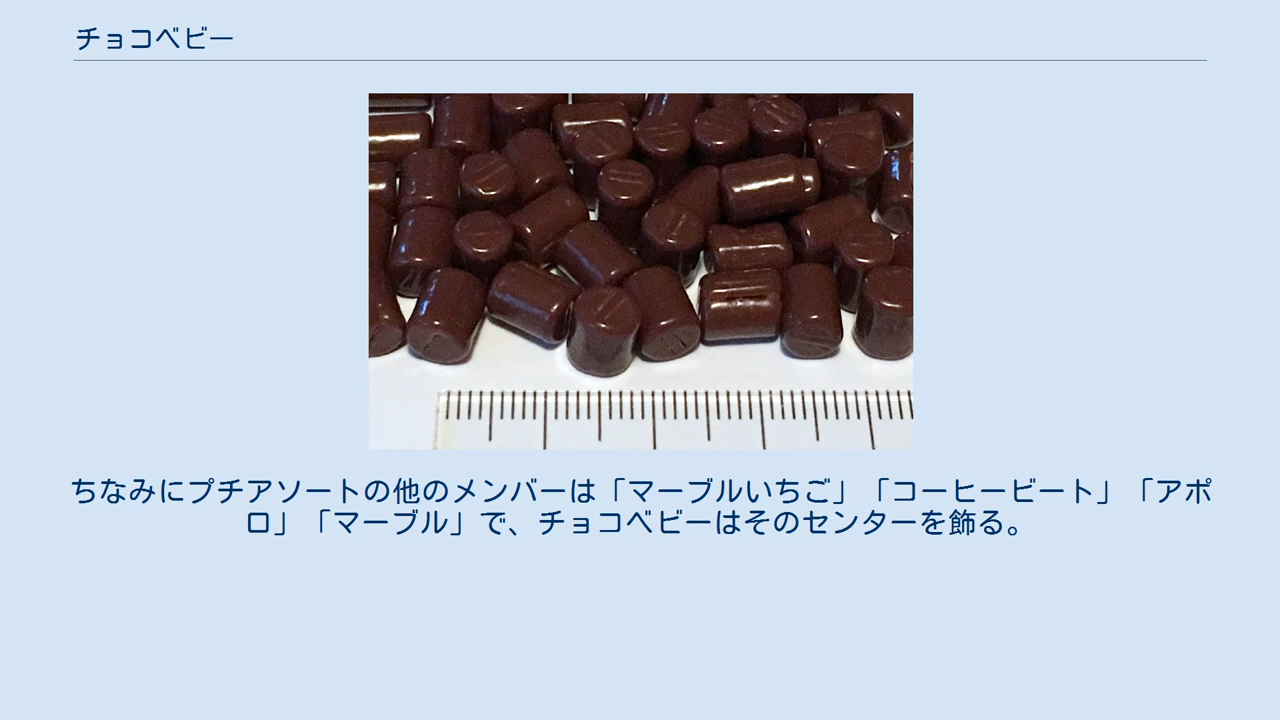 チョコベビー
ちなみにプチアソートの他のメンバーは「マーブルいちご」「コーヒービート」「アポ
ロ」「マーブル」で、チョコベビーはそのセンターを飾る。